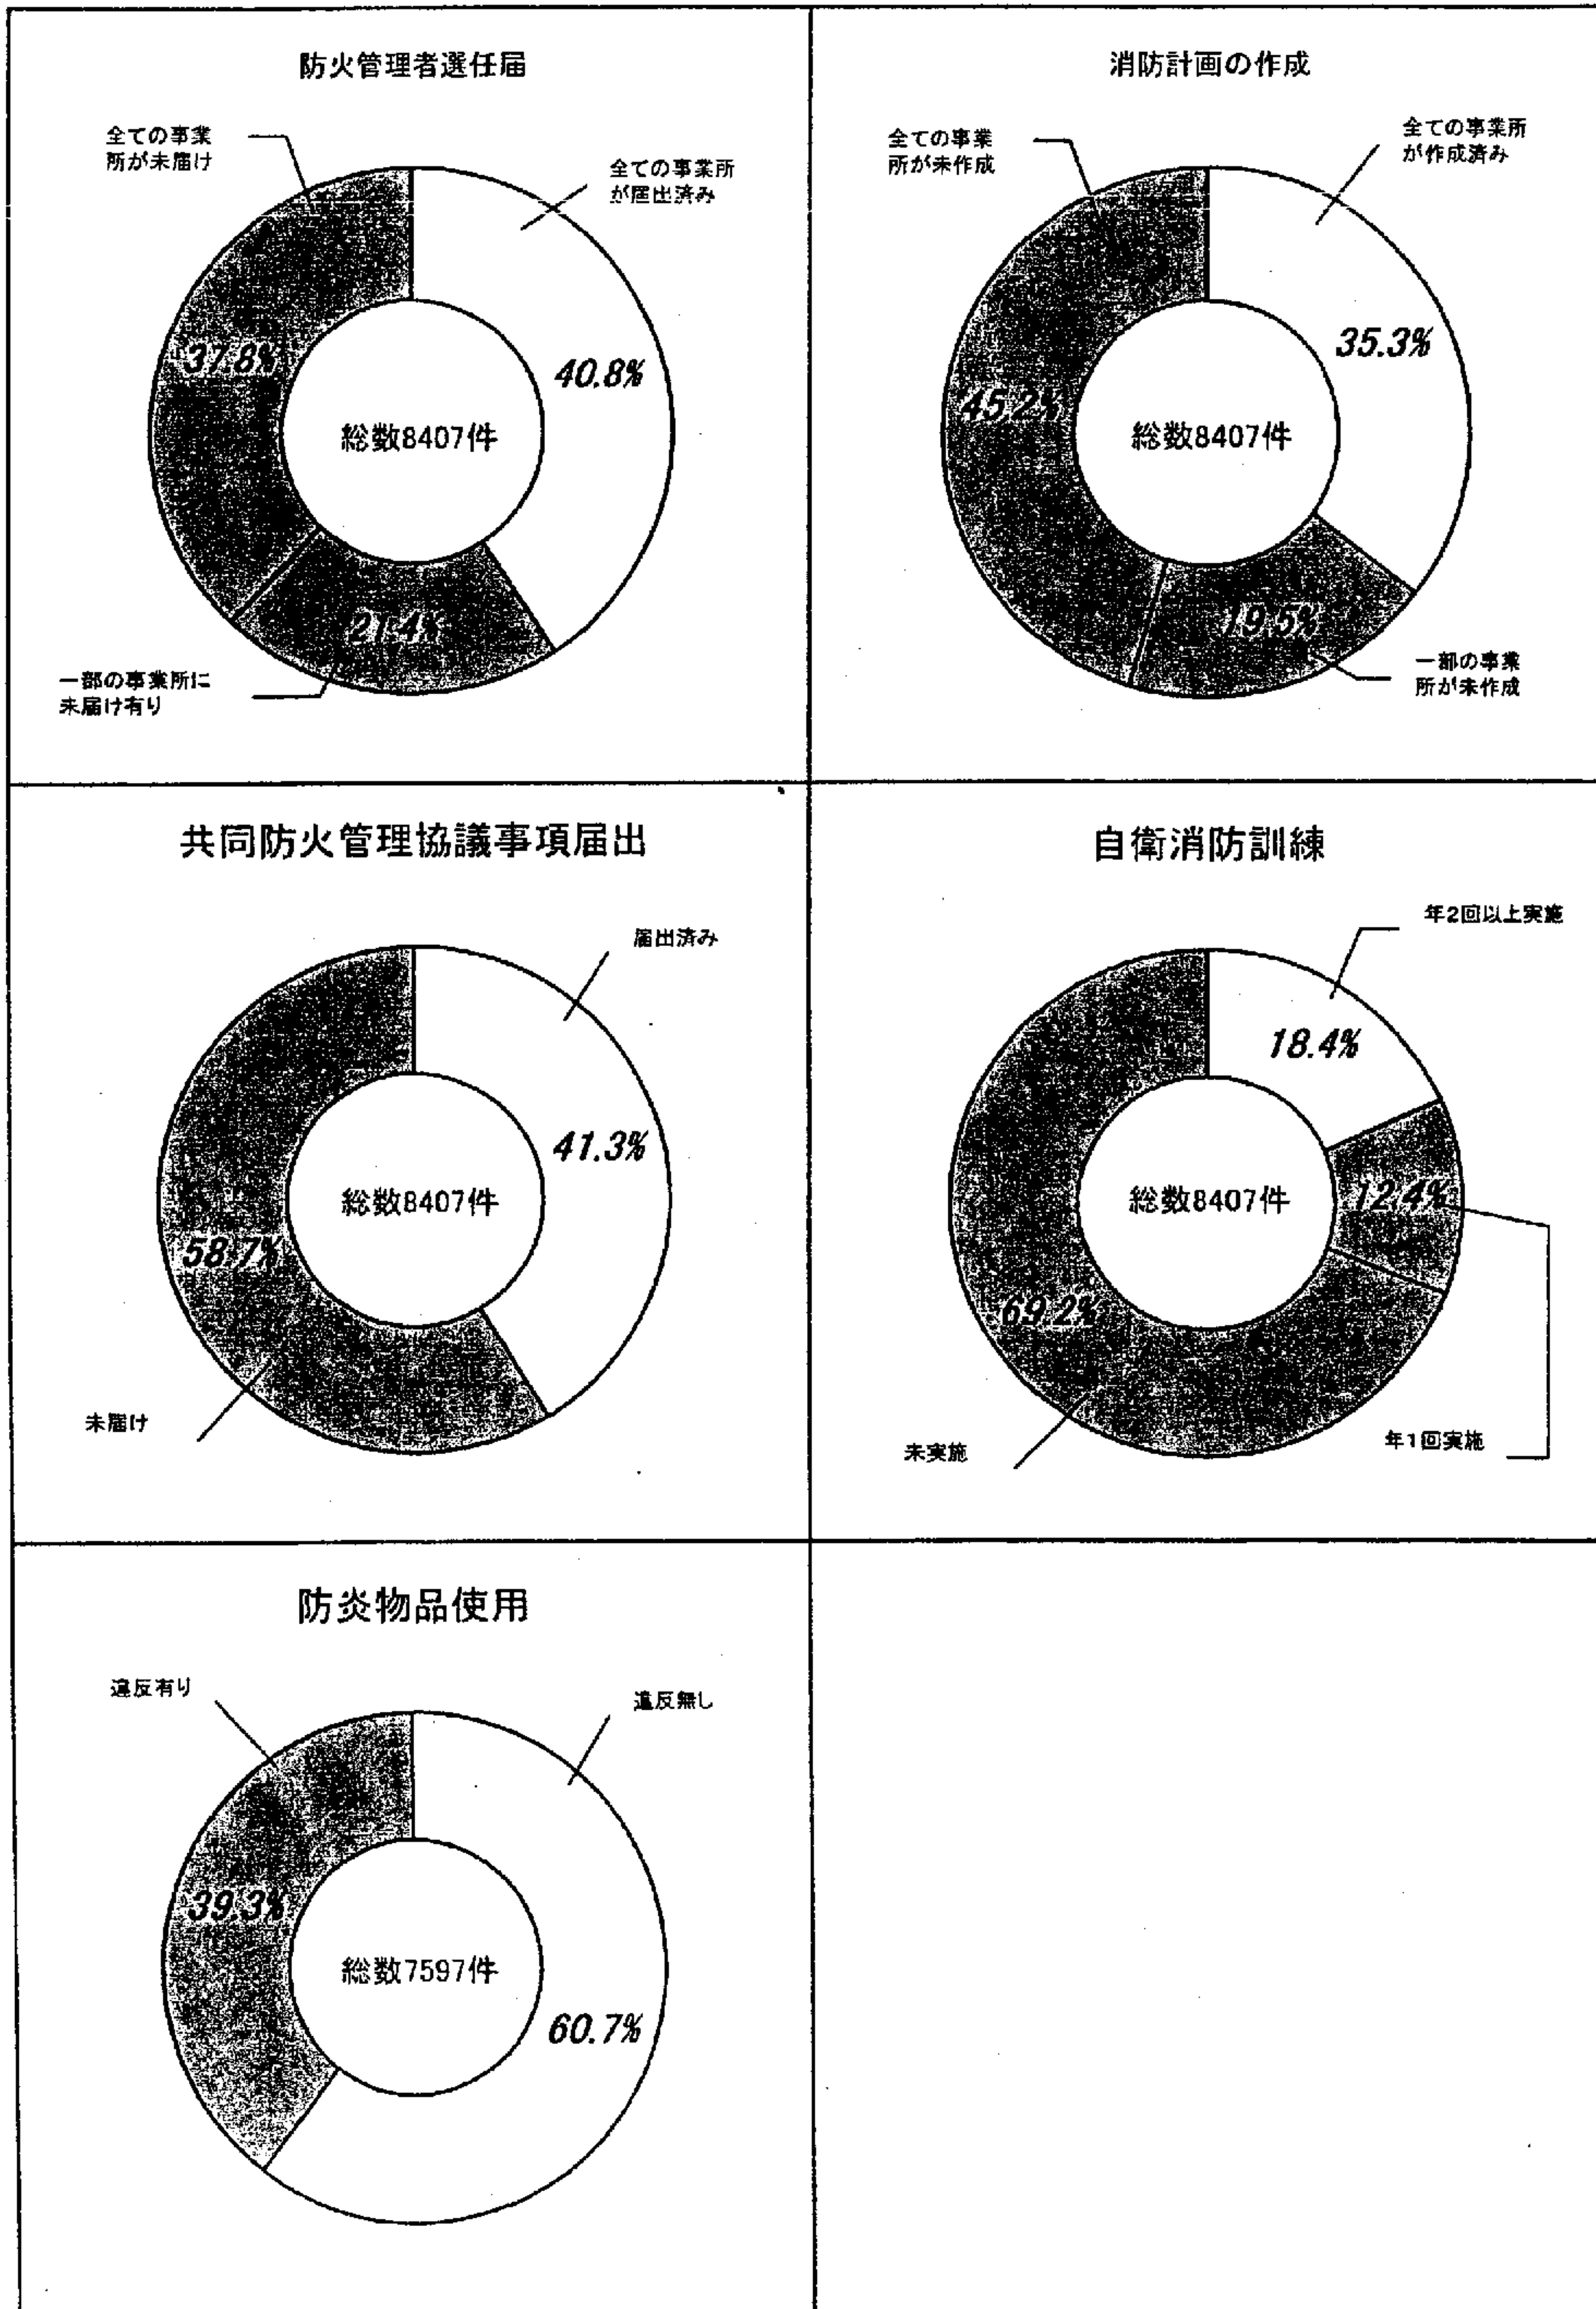 防火管理者選任届
全ての事業
所が未届け
全ての事業所
が届出済み
37.8%
40.8%
総数8407件
21.4%
一部の事業所に
未届け有り
消防計画の作成
全ての事業
所が未作成
全ての事業所
が作成済み
35.3%
45.2%
総数8407件
19.5%
一部の事業
所が未作成
共同防火管理協議事項届出
届出済み
41.3%
総数8407件
58.7%
未届け
自衛消防訓練
年2回以上実施
18.4%
12.4%
総数8407件
69.2%
年1回実施
未実施
防炎物品使用
違反有り
違反無し
39.3%
総数7597件
60.7%